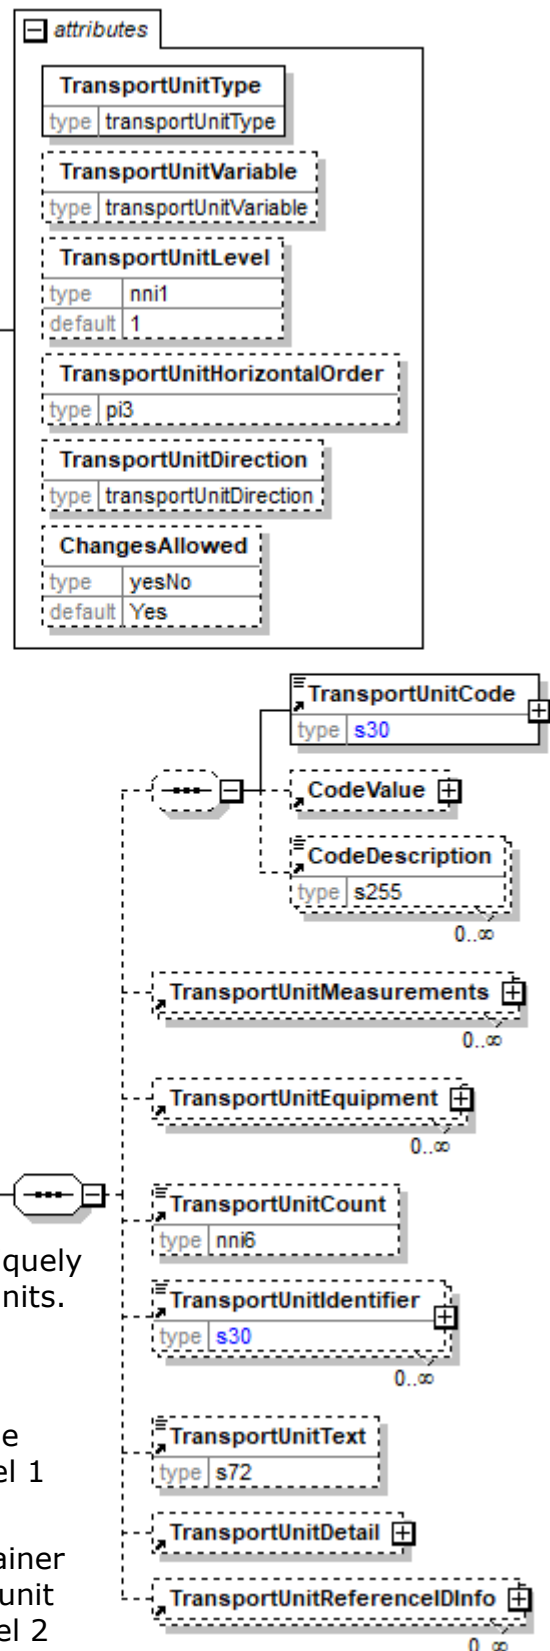 attributes
TransportUnitType
type transportUnitType
TransportUnitVariable
type transportUnitVariable
TransportUnitLevel
type nni1
default 1
TransportUnitHorizontalOrder
type pi3
TransportUnitDirection
type transportUnitDirection
ChangesAllowed
type yesNo
default Yes
TransportUnitCode
type s30
CodeValue
CodeDescription
type s255
0..∞
TransportUnitMeasurements
0..∞
TransportUnitEquipment
0..∞
TransportUnitCount
type nni6
quely
nits.
TransportUnitIdentifier
type s30
0..∞
TransportUnitText
e
type s72
el 1
TransportUnitDetail
ainer
unit
TransportUnitReferenceIDInfo
el 2
0..∞